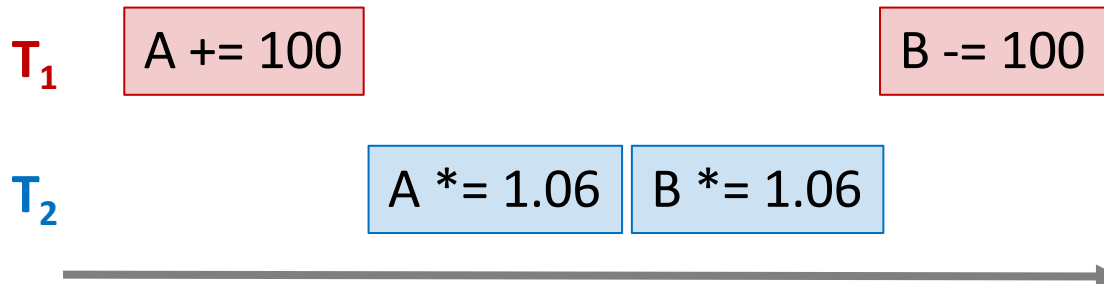 T₁ A += 100 B -= 100
T₂ A *= 1.06 B *= 1.06